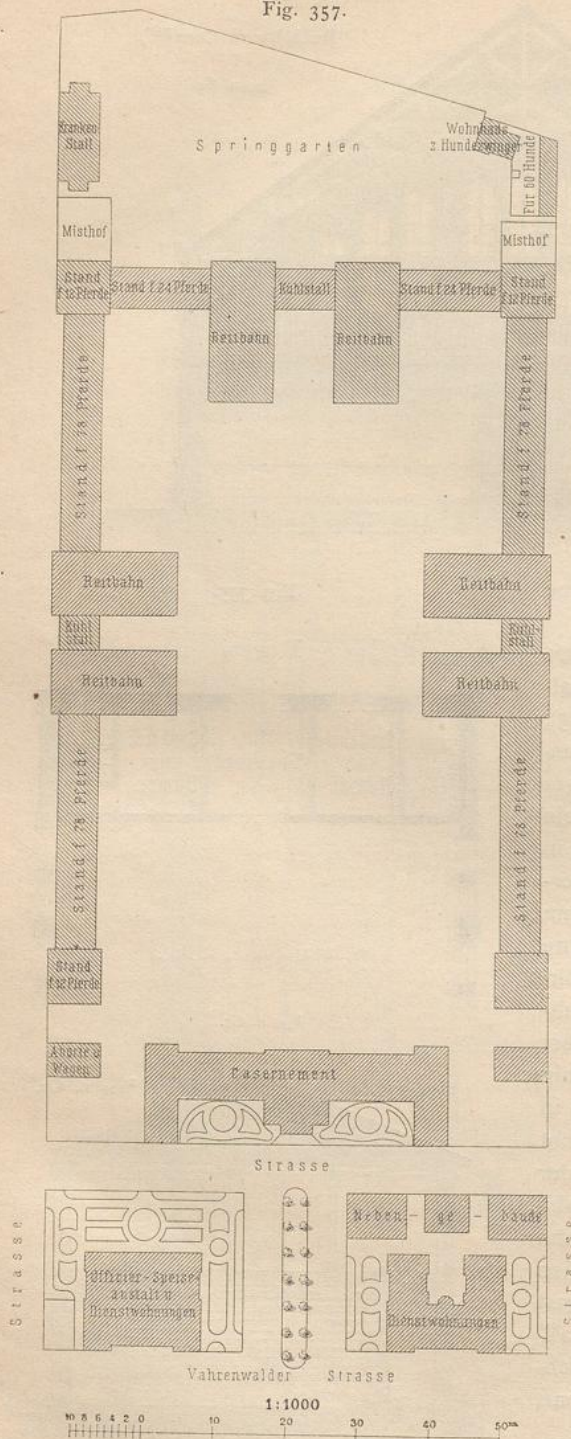 Fig. 357.
Kranken
Stall
Springgarten
Wohnhaus
z Hundezwinger
Für 60 Hunde
Misthof
Misthof
Stand
f 12 Pferde
Stand f. 24 Pferde
Reitbahn
Kühlstall
Reitbahn
Stand f. 24 Pferde
Stand
f 12 Pferde
Stand f 78 Pferde
Stand f 78 Pferde
Reitbahn
Reitbahn
Kühl
stall
Kühl-
stall
Reitbahn
Reitbahn
Stand f 78 Pferde
Stand f 78 Pferde
Stand
f 12 Pferde
Aborte u
Wagen
Casernement
Strasse
Strasse
Neben - ge - bäude
Strasse
Officier-Speise-
anstalt u
Dienstwohnungen
Dienstwohnungen
Vahrenwalder Strasse
1:1000
10 8 6 4 2 0 10 20 30 40 50m